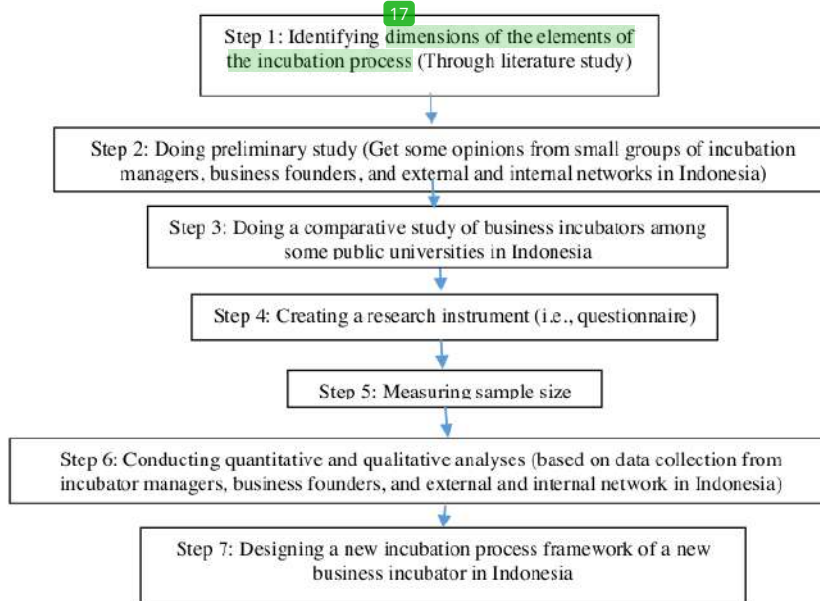 17
Step 1: Identifying dimensions of the elements of
the incubation process (Through literature study)
Step 2: Doing preliminary study (Get some opinions from small groups of incubation
managers, business founders, and external and internal networks in Indonesia)
Step 3: Doing a comparative study of business incubators among
some public universities in Indonesia
Step 4: Creating a research instrument (i.e., questionnaire)
Step 5: Measuring sample size
Step 6: Conducting quantitative and qualitative analyses (based on data collection from
incubator managers, business founders, and external and internal network in Indonesia)
Step 7: Designing a new incubation process framework of a new
business incubator in Indonesia